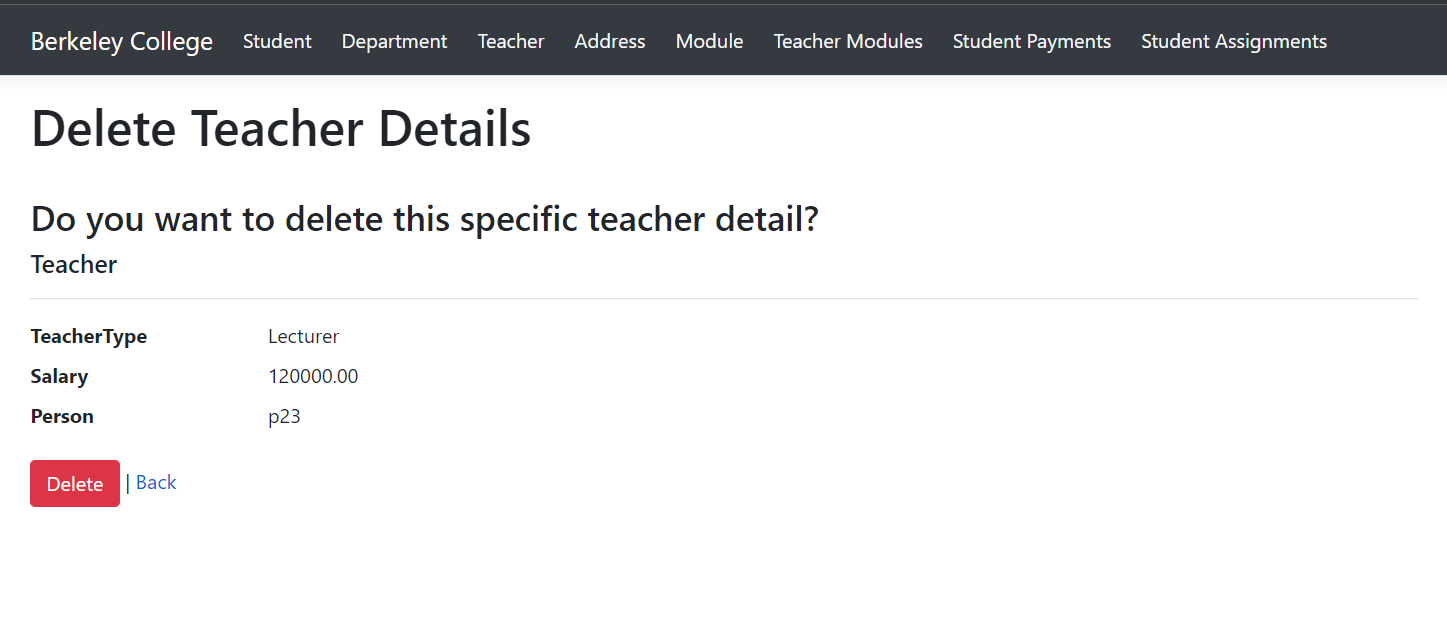 Berkeley College Student Department Teacher Address Module Teacher Modules Student Payments Student Assignments
Delete Teacher Details
Do you want to delete this specific teacher detail?
Teacher
TeacherType Lecturer
Salary 120000.00
Person p23
Delete | Back